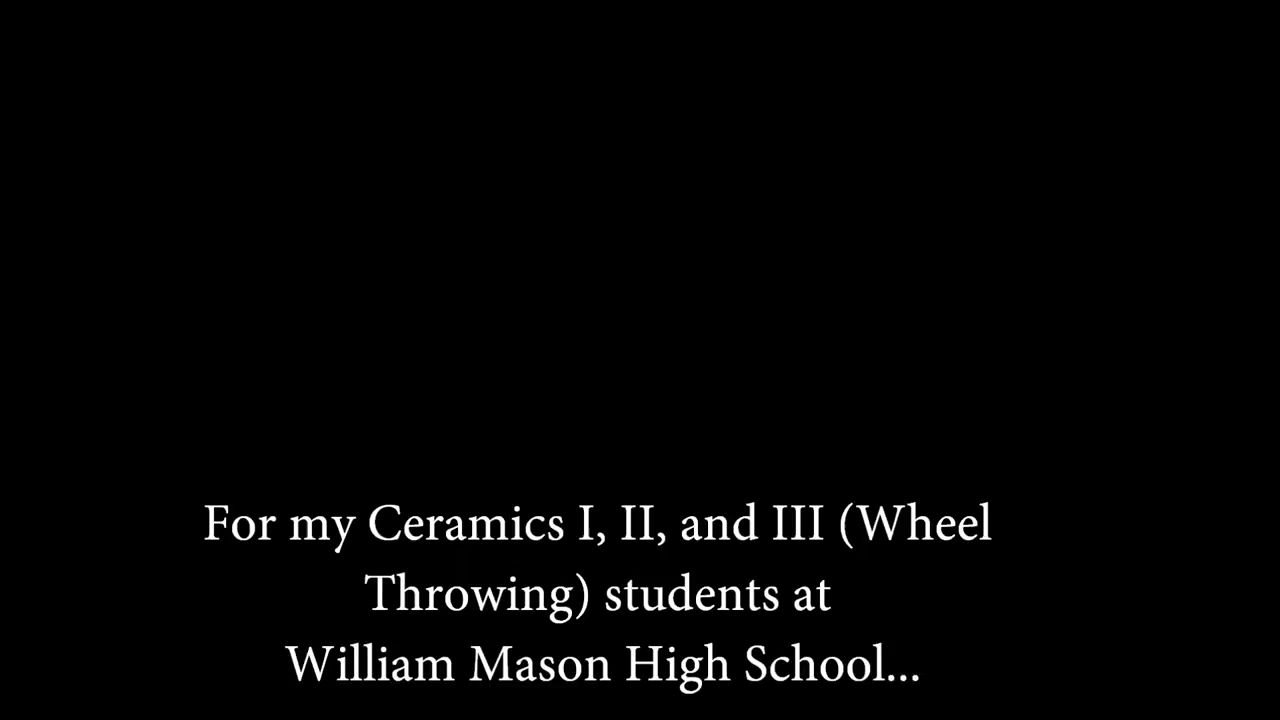 For my Ceramics I, II, and III (Wheel
Throwing) students at
William Mason High School...